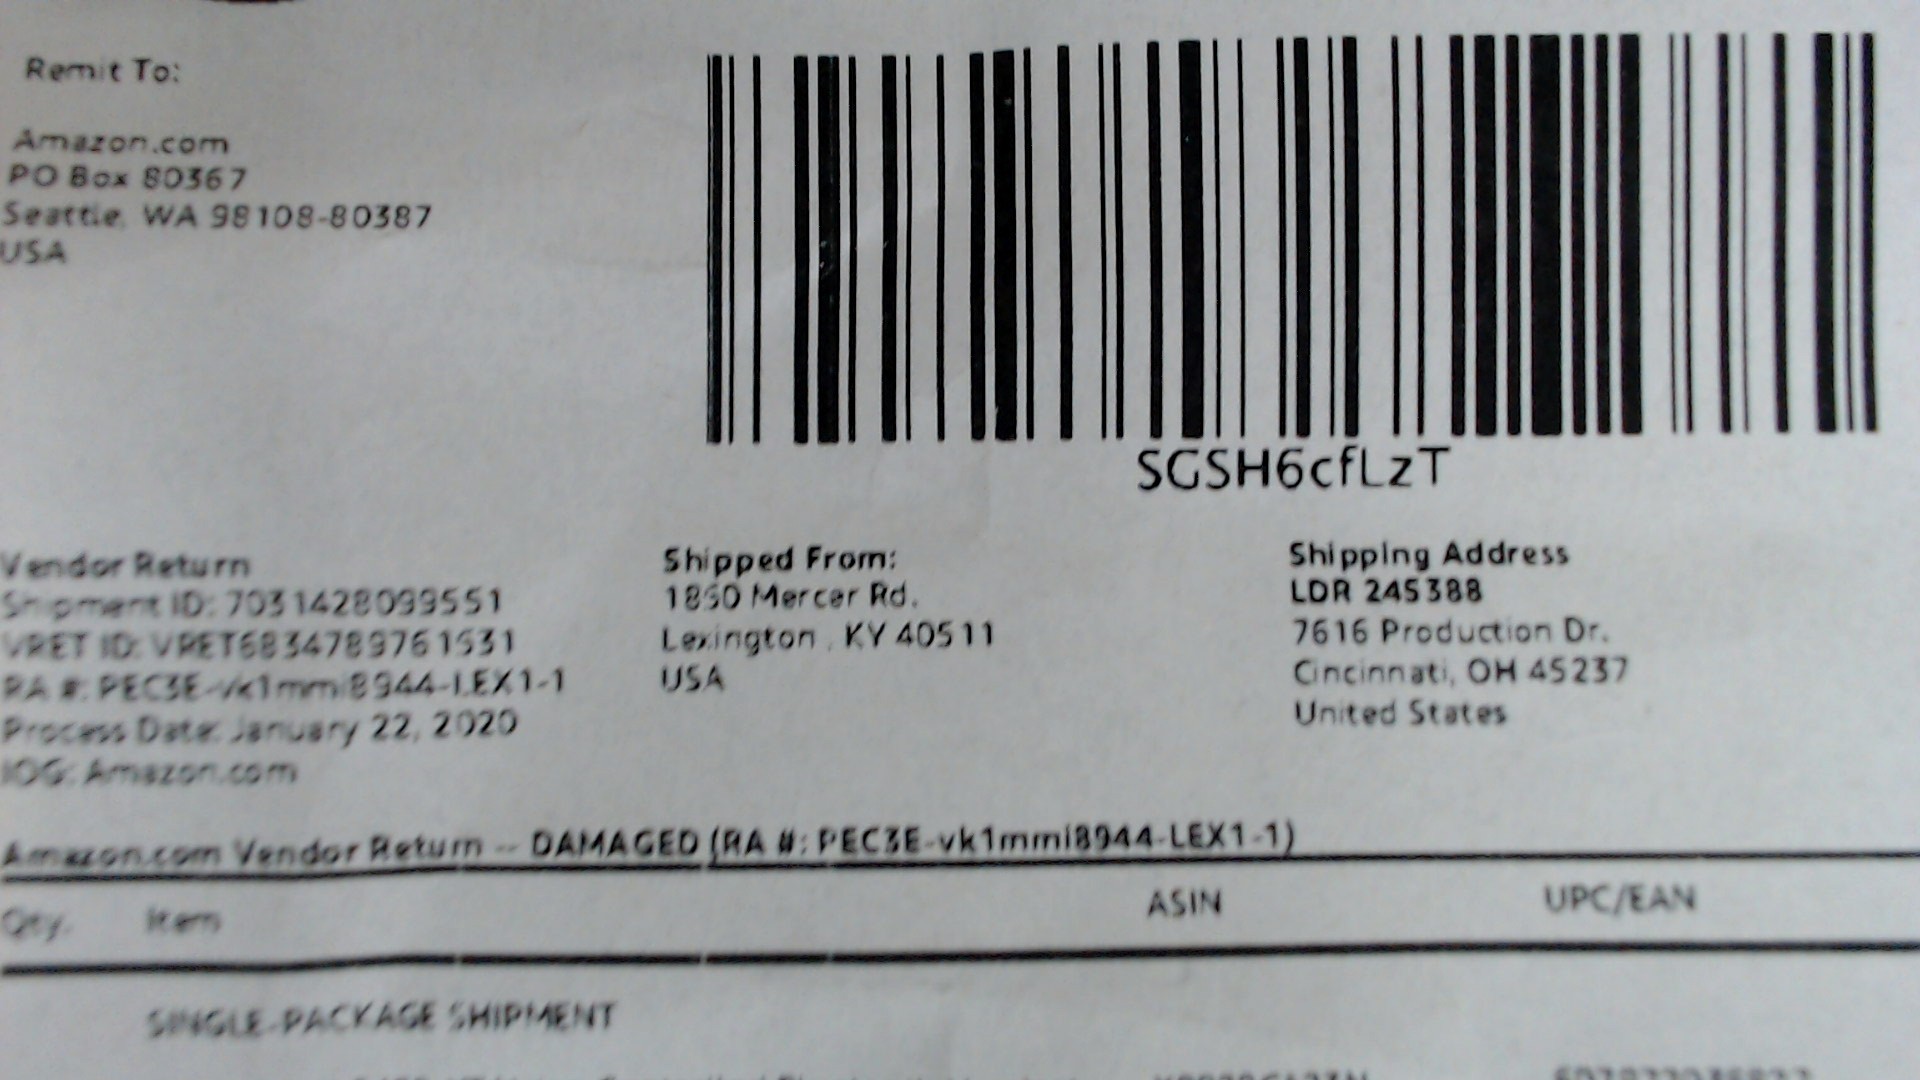 Remit To:
Amazon.com
PO Box 80367
Seattle, WA 98108-80387
USA
SGSH6cfLzT
Vendor Return
Shipment ID: 7031428099551
VRET ID: VRET6834789761531
RA #: PEC3E-vk1mmi8944-LEX1-1
Process Date: January 22, 2020
IOG: Amazon.com
Shipped From:
1850 Mercer Rd.
Lexington , KY 40511
USA
Shipping Address
LDR 245388
7616 Production Dr.
Cincinnati, OH 45237
United States
Amazon.com Vendor Return -- DAMAGED (RA #: PEC3E-vk1mmi8944-LEX1-1)
Qty. Item ASIN UPC/EAN
SINGLE-PACKAGE SHIPMENT